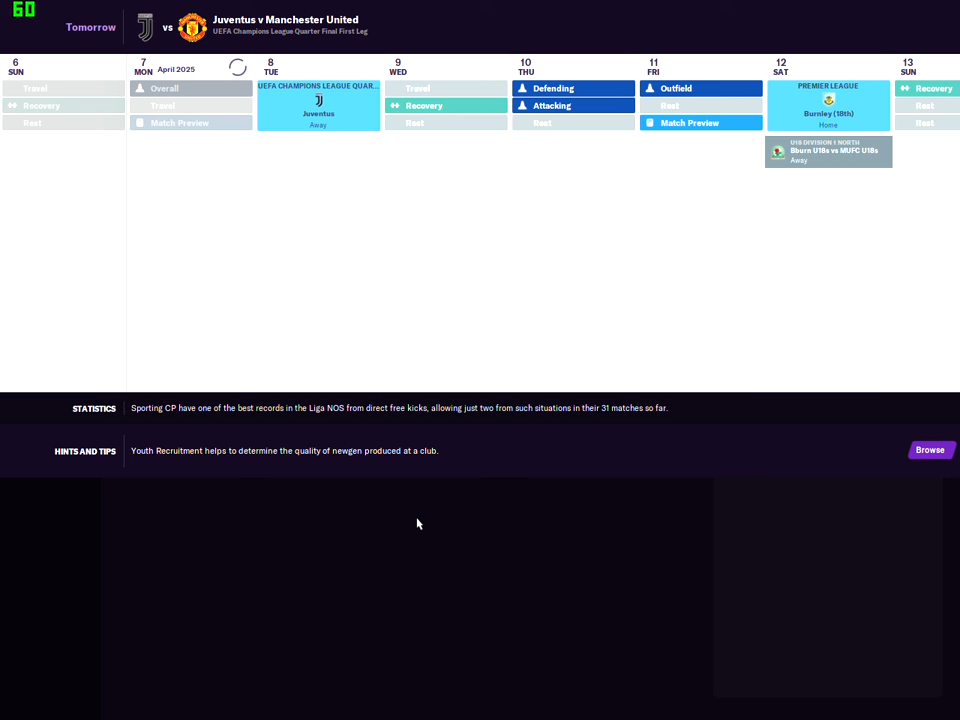 60
Tomorrow
vs
Juventus v Manchester United
UEFA Champions League Quarter Final First Leg
6
SUN
7
MON April 2025
8
TUE
9
WED
10
THU
11
FRI
12
SAT
13
SUN
Travel
Recovery
Rest
Overall
Travel
Match Preview
UEFA CHAMPIONS LEAGUE QUAR...
Juventus
Away
Travel
Recovery
Rest
Defending
Attacking
Rest
Outfield
Rest
Match Preview
PREMIER LEAGUE
Burnley (18th)
Home
U18 DIVISION 1 NORTH
Bburn U18s vs MUFC U18s
Away
Recovery
Rest
Rest
STATISTICS
Sporting CP have one of the best records in the Liga NOS from direct free kicks, allowing just two from such situations in their 31 matches so far.
HINTS AND TIPS
Youth Recruitment helps to determine the quality of newgen produced at a club.
Browse